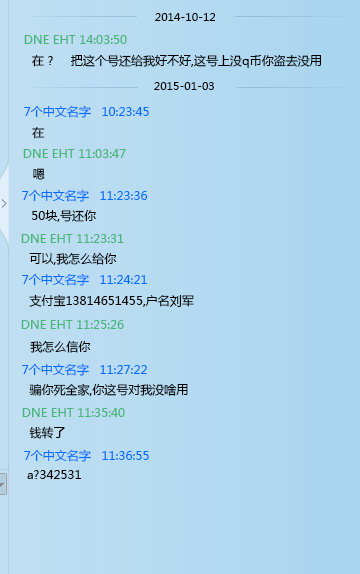 2014-10-12
DNE EHT 14:03:50
在？ 把这个号还给我好不好,这号上没q币你盗去没用
2015-01-03
7个中文名字 10:23:45
在
DNE EHT 11:03:47
嗯
7个中文名字 11:23:36
50块,号还你
DNE EHT 11:23:31
可以,我怎么给你
7个中文名字 11:24:21
支付宝13814651455,户名刘军
DNE EHT 11:25:26
我怎么信你
7个中文名字 11:27:22
骗你死全家,你这号对我没啥用
DNE EHT 11:35:40
钱转了
7个中文名字 11:36:55
a?342531